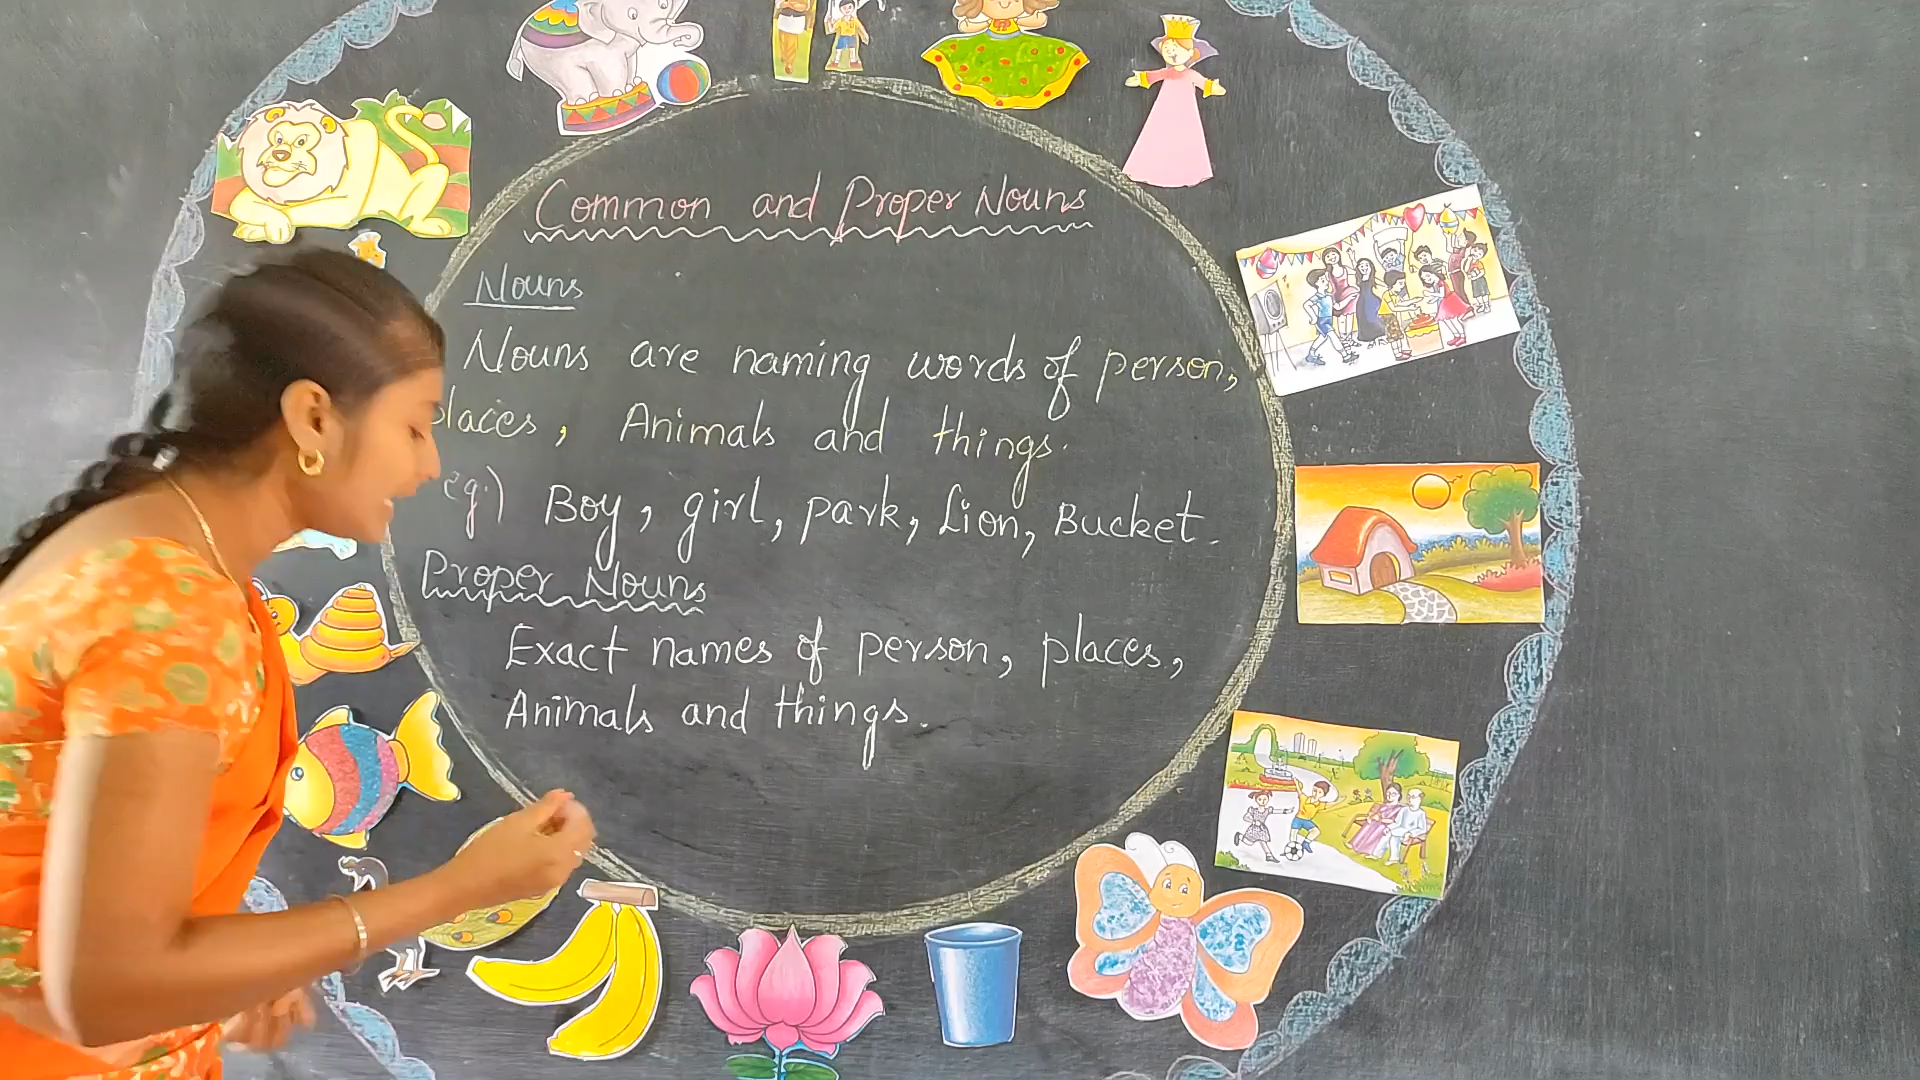 Common and Proper Nouns
Nouns
Nouns are naming words of person,
places, Animals and things.
eg:) Boy, girl, park, Lion, Bucket.
Proper Nouns
Exact names of person, places,
Animals and things.